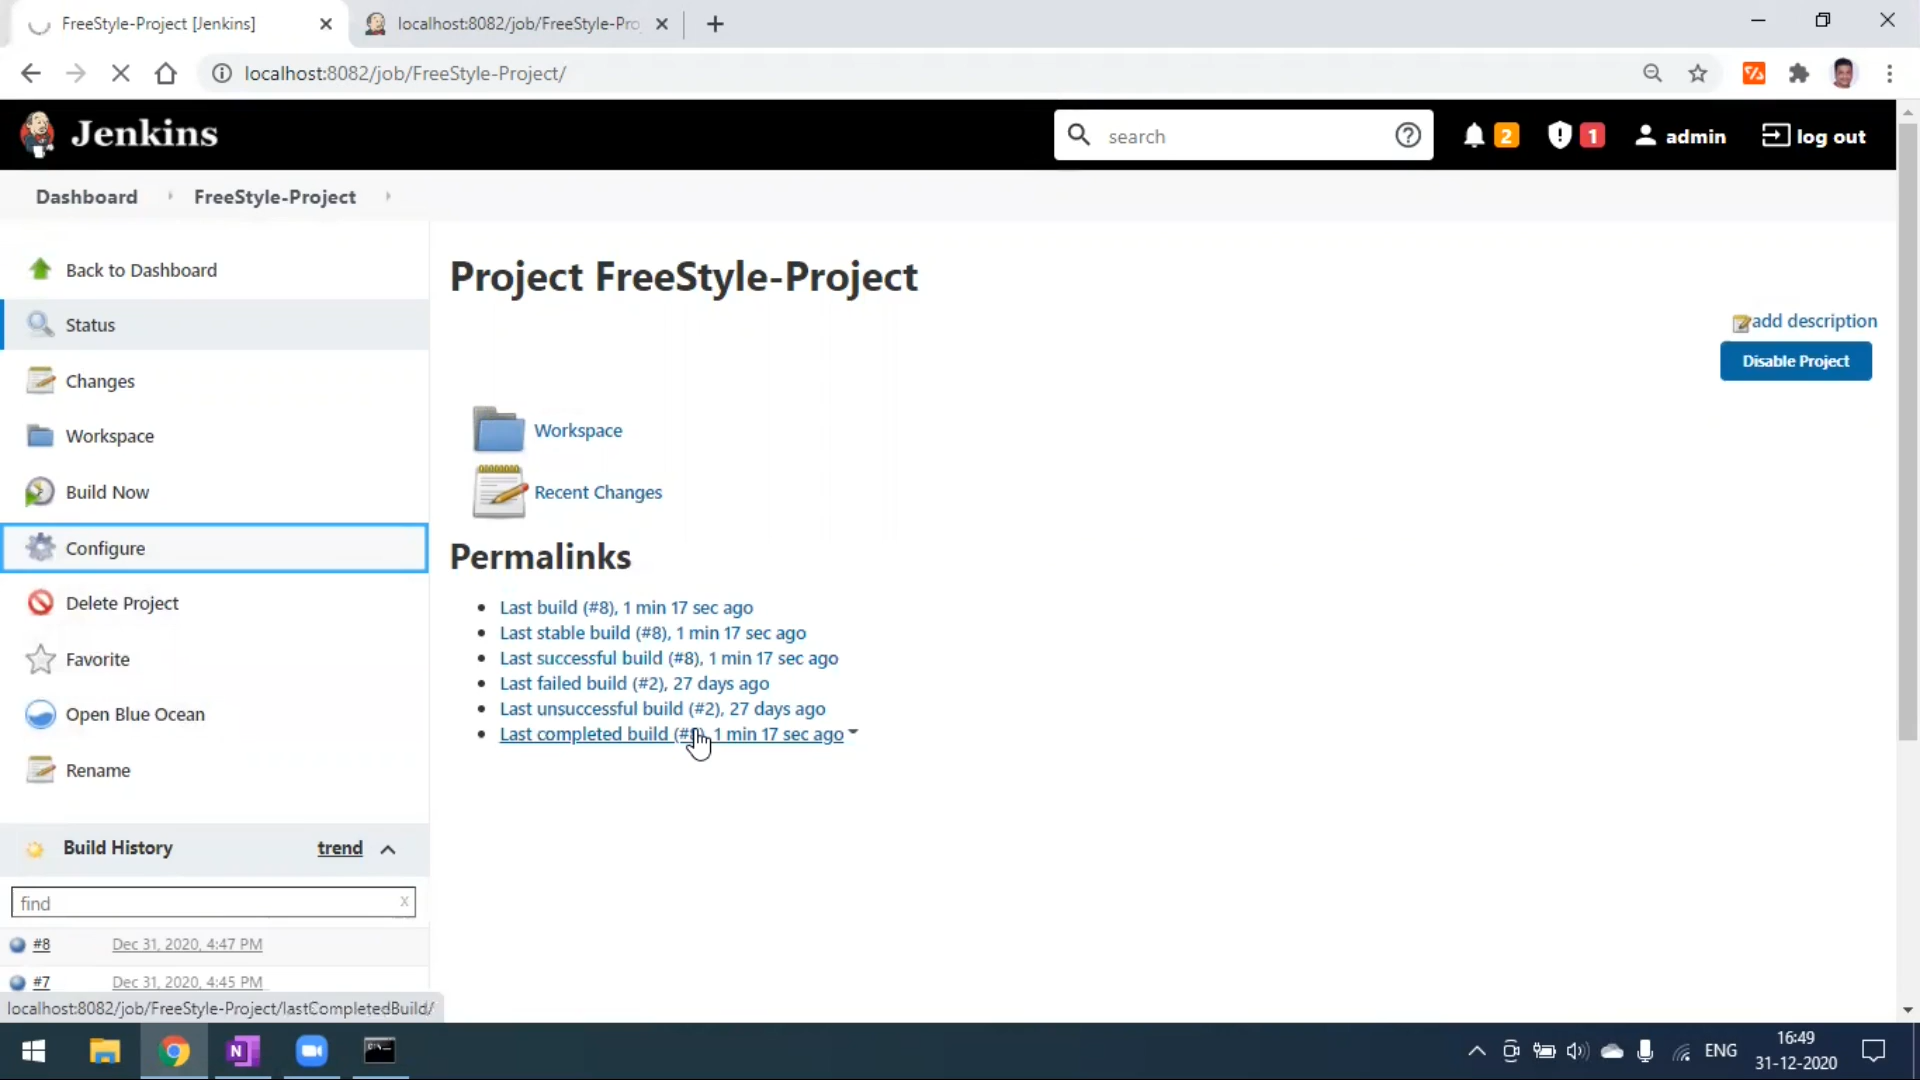 FreeStyle-Project [Jenkins]
localhost:8082/job/FreeStyle-Pro
localhost:8082/job/FreeStyle-Project/
Jenkins
search
2
1
admin
log out
Dashboard
FreeStyle-Project
Back to Dashboard
Status
Changes
Workspace
Build Now
Configure
Delete Project
Favorite
Open Blue Ocean
Rename
Build History
trend
find
x
#8 Dec 31, 2020, 4:47 PM
#7 Dec 31, 2020, 4:45 PM
Project FreeStyle-Project
add description
Disable Project
Workspace
Recent Changes
Permalinks
Last build (#8), 1 min 17 sec ago
Last stable build (#8), 1 min 17 sec ago
Last successful build (#8), 1 min 17 sec ago
Last failed build (#2), 27 days ago
Last unsuccessful build (#2), 27 days ago
Last completed build (#8), 1 min 17 sec ago
localhost:8082/job/FreeStyle-Project/lastCompletedBuild/
ENG
16:49
31-12-2020